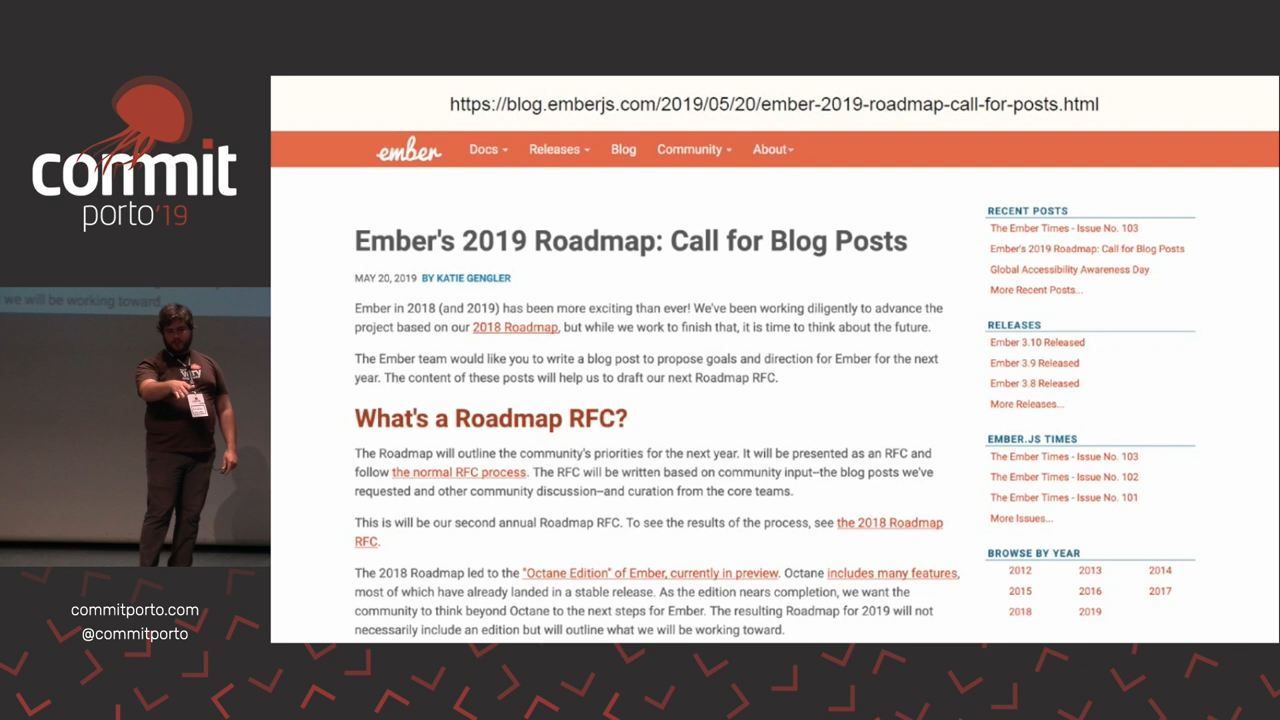 commit
porto'19
we will be working toward
commitporto.com
@commitporto
https://blog.emberjs.com/2019/05/20/ember-2019-roadmap-call-for-posts.html
ember
Docs
Releases
Blog
Community
About
Ember's 2019 Roadmap: Call for Blog Posts
MAY 20, 2019 BY KATIE GENGLER
Ember in 2018 (and 2019) has been more exciting than ever! We've been working diligently to advance the
project based on our 2018 Roadmap, but while we work to finish that, it is time to think about the future.
The Ember team would like you to write a blog post to propose goals and direction for Ember for the next
year. The content of these posts will help us to draft our next Roadmap RFC.
What's a Roadmap RFC?
The Roadmap will outline the community's priorities for the next year. It will be presented as an RFC and
follow the normal RFC process. The RFC will be written based on community input–the blog posts we've
requested and other community discussion–and curation from the core teams.
This is will be our second annual Roadmap RFC. To see the results of the process, see the 2018 Roadmap
RFC.
The 2018 Roadmap led to the "Octane Edition" of Ember, currently in preview. Octane includes many features,
most of which have already landed in a stable release. As the edition nears completion, we want the
community to think beyond Octane to the next steps for Ember. The resulting Roadmap for 2019 will not
necessarily include an edition but will outline what we will be working toward.
RECENT POSTS
The Ember Times - Issue No. 103
Ember's 2019 Roadmap: Call for Blog Posts
Global Accessibility Awareness Day
More Recent Posts...
RELEASES
Ember 3.10 Released
Ember 3.9 Released
Ember 3.8 Released
More Releases...
EMBER.JS TIMES
The Ember Times - Issue No. 103
The Ember Times - Issue No. 102
The Ember Times - Issue No. 101
More Issues...
BROWSE BY YEAR
2012 2013 2014
2015 2016 2017
2018 2019